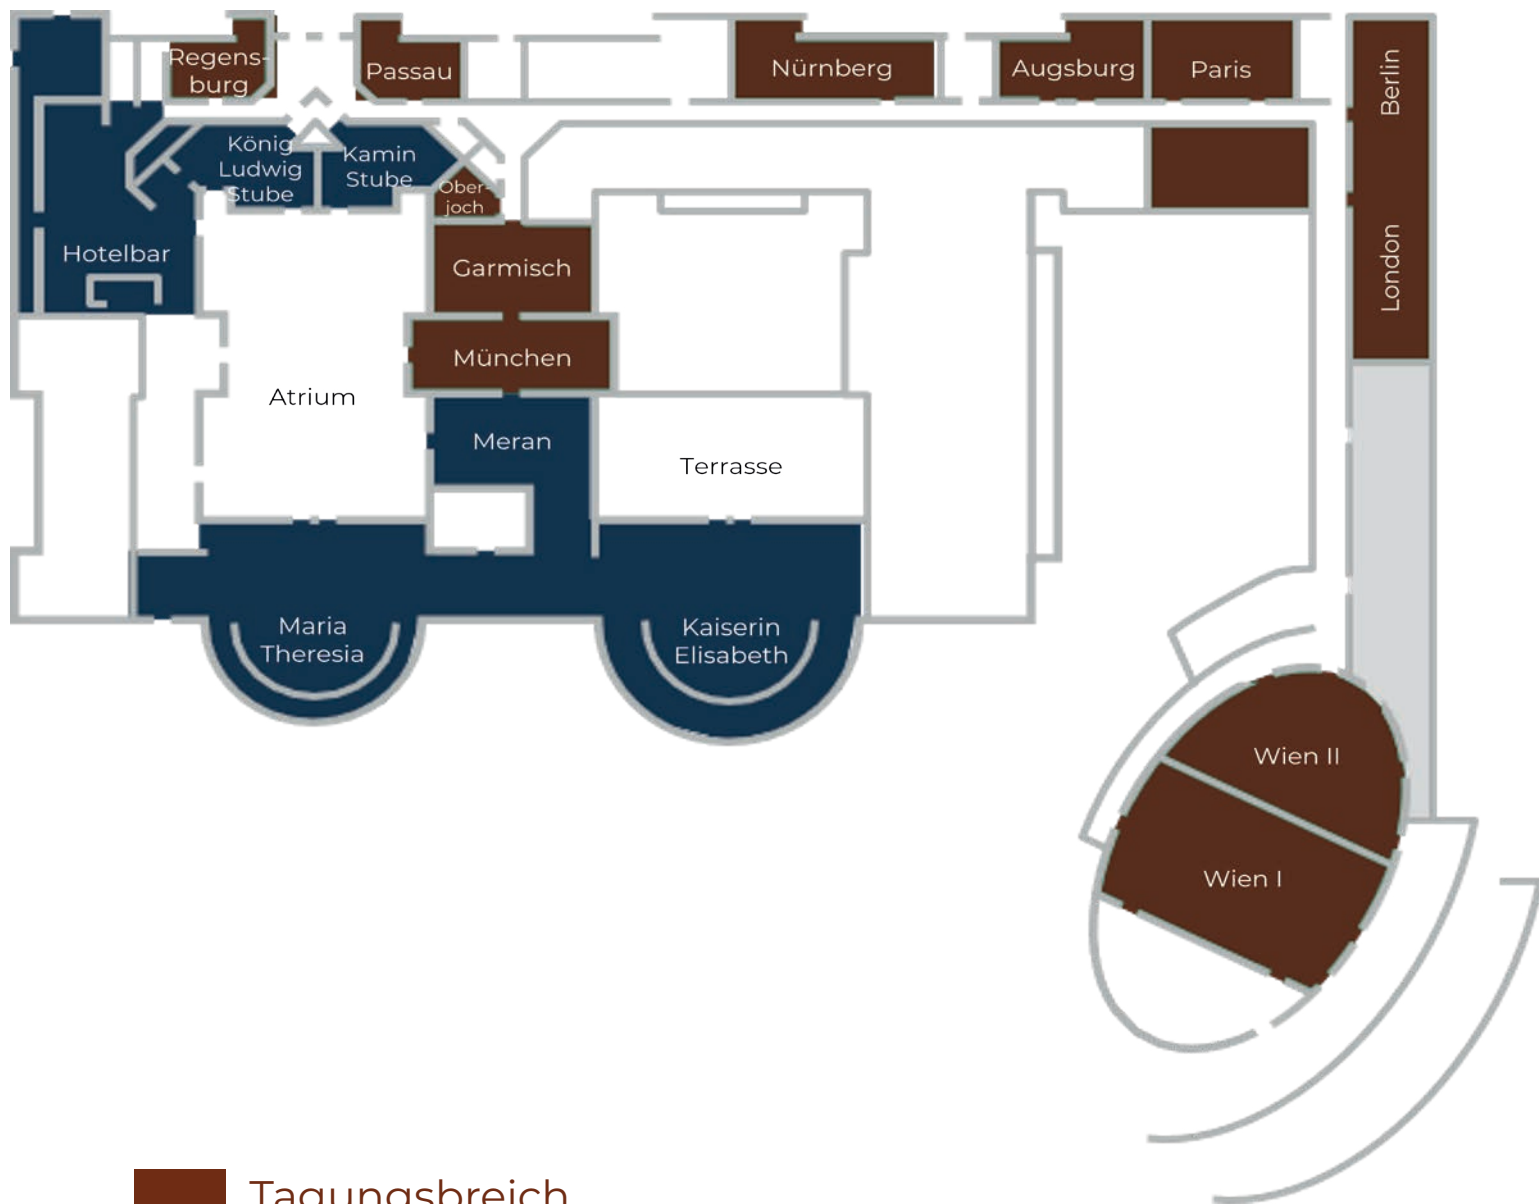 Regens-
burg
Passau
Nürnberg
Augsburg
Paris
Berlin
König
Ludwig
Stube
Kamin
Stube
Ober-
joch
Hotelbar
Garmisch
London
München
Atrium
Meran
Terrasse
Maria
Theresia
Kaiserin
Elisabeth
Wien II
Wien I
Tagungsbreich